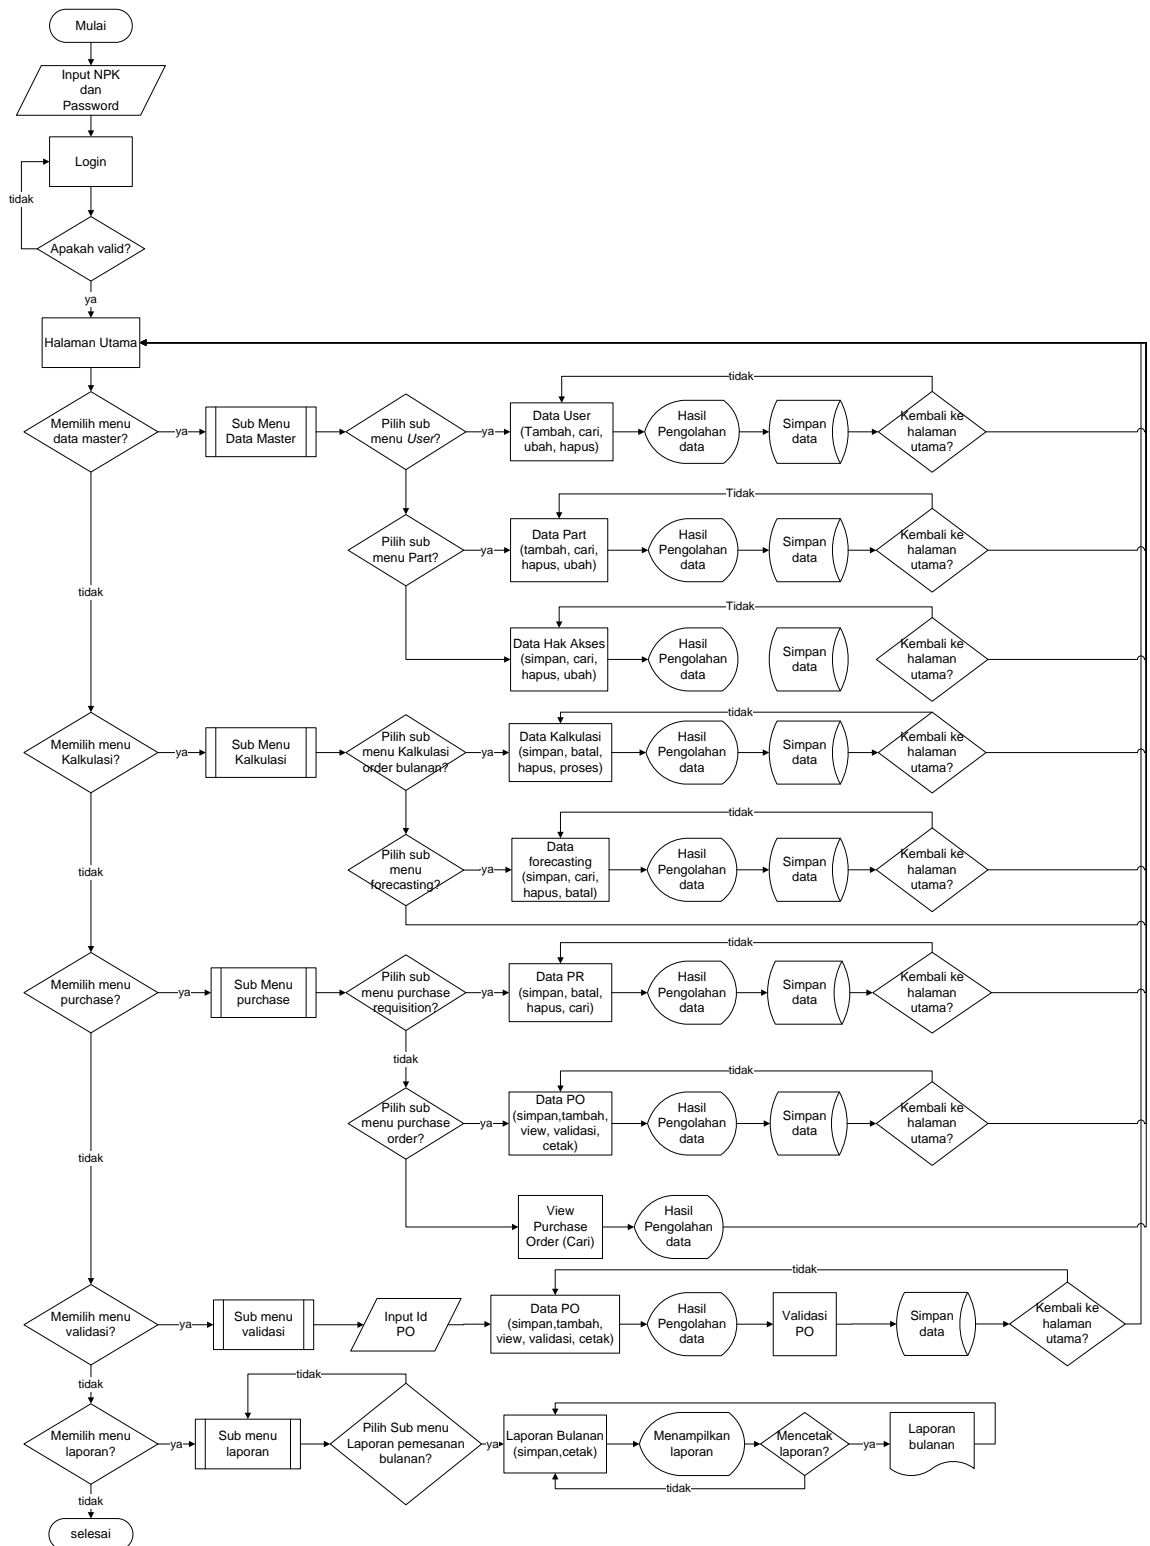 Mulai
Input NPK
dan
Password
Login
tidak
Apakah valid?
ya
Halaman Utama
tidak
Memilih menu
data master?
ya
Sub Menu
Data Master
Pilih sub
menu User?
ya
Data User
(Tambah, cari,
ubah, hapus)
Hasil
Pengolahan
data
Simpan
data
Kembali ke
halaman
utama?
Tidak
Pilih sub
menu Part?
ya
Data Part
(tambah, cari,
hapus, ubah)
Hasil
Pengolahan
data
Simpan
data
Kembali ke
halaman
utama?
tidak
Tidak
Data Hak Akses
(simpan, cari,
hapus, ubah)
Hasil
Pengolahan
data
Simpan
data
Kembali ke
halaman
utama?
tidak
Memilih menu
Kalkulasi?
ya
Sub Menu
Kalkulasi
Pilih sub
menu Kalkulasi
order bulanan?
ya
Data Kalkulasi
(simpan, batal,
hapus, proses)
Hasil
Pengolahan
data
Simpan
data
Kembali ke
halaman
utama?
tidak
tidak
Pilih sub
menu
forecasting?
ya
Data
forecasting
(simpan, cari,
hapus, batal)
Hasil
Pengolahan
data
Simpan
data
Kembali ke
halaman
utama?
tidak
Memilih menu
purchase?
ya
Sub Menu
purchase
Pilih sub
menu purchase
requisition?
ya
Data PR
(simpan, batal,
hapus, cari)
Hasil
Pengolahan
data
Simpan
data
Kembali ke
halaman
utama?
tidak
tidak
Pilih sub
menu purchase
order?
ya
Data PO
(simpan,tambah,
view, validasi,
cetak)
Hasil
Pengolahan
data
Simpan
data
Kembali ke
halaman
utama?
tidak
View
Purchase
Order (Cari)
Hasil
Pengolahan
data
tidak
Memilih menu
validasi?
ya
Sub menu
validasi
Input Id
PO
Data PO
(simpan,tambah,
view, validasi, cetak)
Hasil
Pengolahan
data
Validasi
PO
Simpan
data
Kembali ke
halaman
utama?
tidak
tidak
Memilih menu
laporan?
ya
Sub menu
laporan
Pilih Sub menu
Laporan pemesanan
bulanan?
ya
Laporan Bulanan
(simpan,cetak)
Menampilkan
laporan
Mencetak
laporan?
ya
Laporan
bulanan
tidak
tidak
selesai